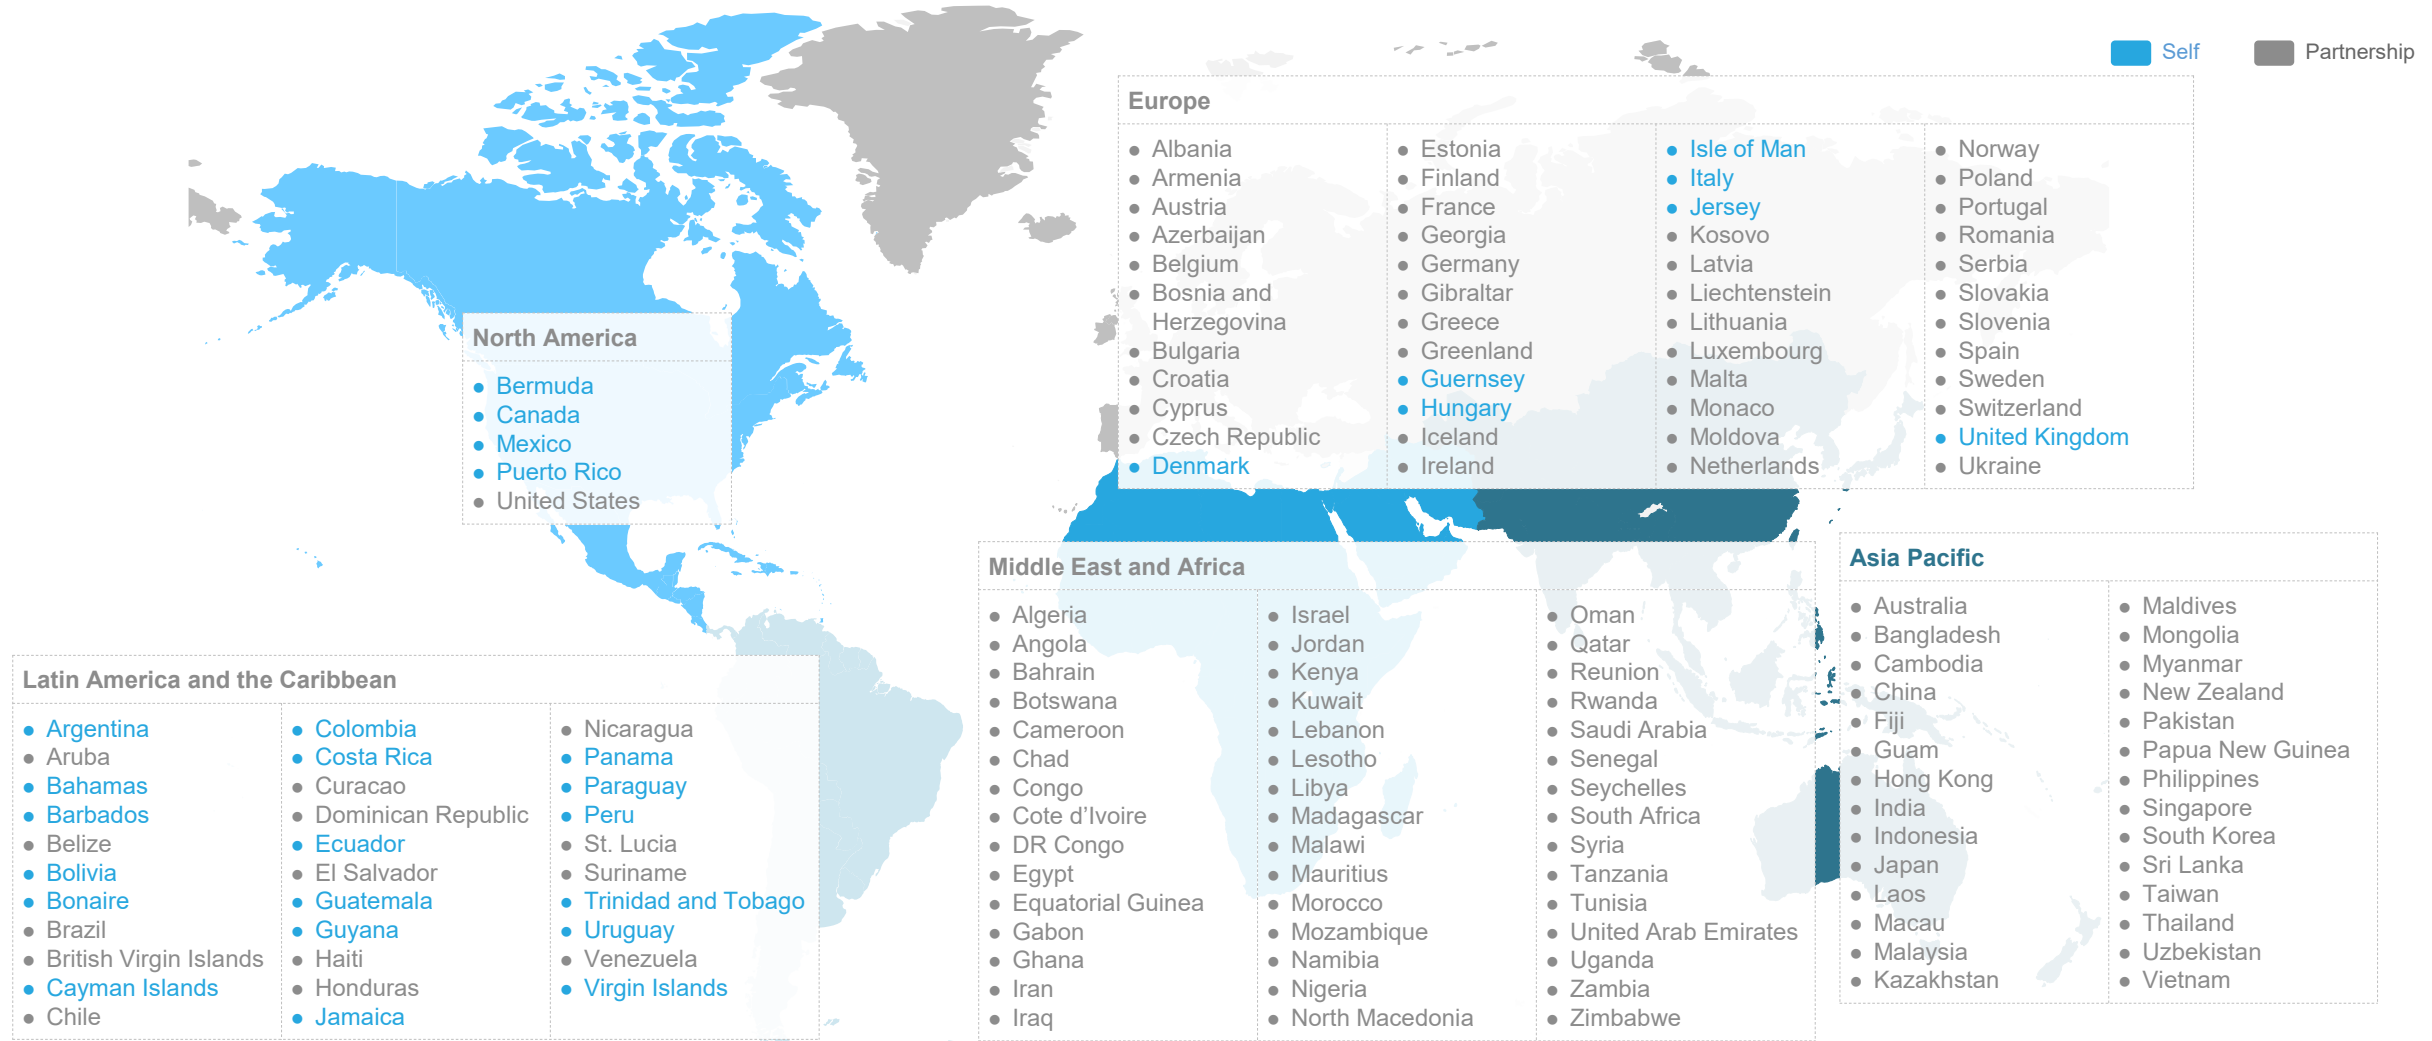 Self
Partnership
Europe
• Albania
• Armenia
• Austria
• Azerbaijan
• Belgium
• Bosnia and
Herzegovina
• Bulgaria
• Croatia
• Cyprus
• Czech Republic
• Denmark
• Estonia
• Finland
• France
• Georgia
• Germany
• Gibraltar
• Greece
• Greenland
• Guernsey
• Hungary
• Iceland
• Ireland
• Isle of Man
• Italy
• Jersey
• Kosovo
• Latvia
• Liechtenstein
• Lithuania
• Luxembourg
• Malta
• Monaco
• Moldova
• Netherlands
• Norway
• Poland
• Portugal
• Romania
• Serbia
• Slovakia
• Slovenia
• Spain
• Sweden
• Switzerland
• United Kingdom
• Ukraine
North America
• Bermuda
• Canada
• Mexico
• Puerto Rico
• United States
Middle East and Africa
• Algeria
• Angola
• Bahrain
• Botswana
• Cameroon
• Chad
• Congo
• Cote d’Ivoire
• DR Congo
• Egypt
• Equatorial Guinea
• Gabon
• Ghana
• Iran
• Iraq
• Israel
• Jordan
• Kenya
• Kuwait
• Lebanon
• Lesotho
• Libya
• Madagascar
• Malawi
• Mauritius
• Morocco
• Mozambique
• Namibia
• Nigeria
• North Macedonia
• Oman
• Qatar
• Reunion
• Rwanda
• Saudi Arabia
• Senegal
• Seychelles
• South Africa
• Syria
• Tanzania
• Tunisia
• United Arab Emirates
• Uganda
• Zambia
• Zimbabwe
Asia Pacific
• Australia
• Bangladesh
• Cambodia
• China
• Fiji
• Guam
• Hong Kong
• India
• Indonesia
• Japan
• Laos
• Macau
• Malaysia
• Kazakhstan
• Maldives
• Mongolia
• Myanmar
• New Zealand
• Pakistan
• Papua New Guinea
• Philippines
• Singapore
• South Korea
• Sri Lanka
• Taiwan
• Thailand
• Uzbekistan
• Vietnam
Latin America and the Caribbean
• Argentina
• Aruba
• Bahamas
• Barbados
• Belize
• Bolivia
• Bonaire
• Brazil
• British Virgin Islands
• Cayman Islands
• Chile
• Colombia
• Costa Rica
• Curacao
• Dominican Republic
• Ecuador
• El Salvador
• Guatemala
• Guyana
• Haiti
• Honduras
• Jamaica
• Nicaragua
• Panama
• Paraguay
• Peru
• St. Lucia
• Suriname
• Trinidad and Tobago
• Uruguay
• Venezuela
• Virgin Islands